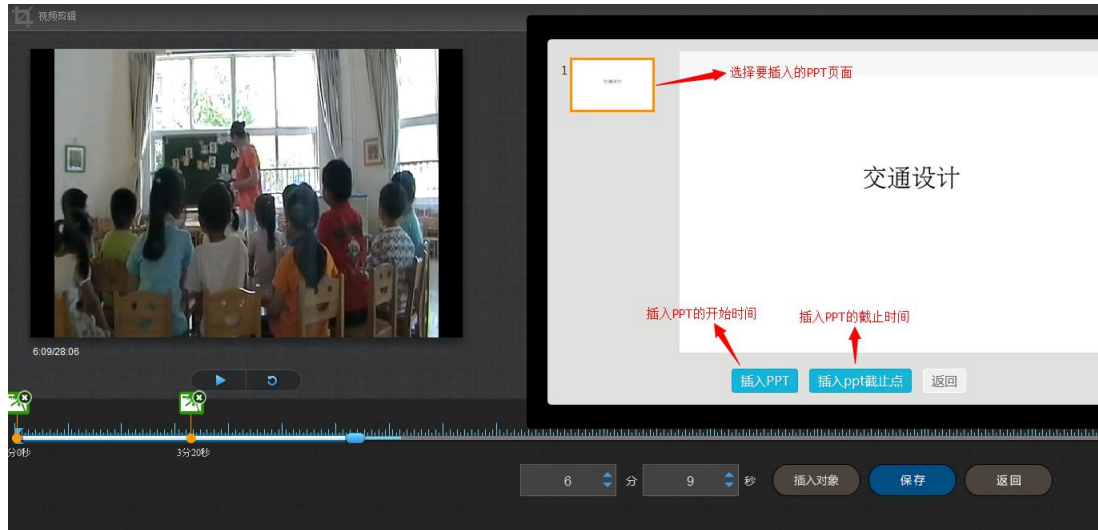 视频剪辑
1
交通设计
选择要插入的PPT页面
交通设计
插入PPT的开始时间
插入PPT的截止时间
6:09/28:06
插入PPT
插入ppt截止点
返回
分0秒
3分20秒
6
分
9
秒
插入对象
保存
返回